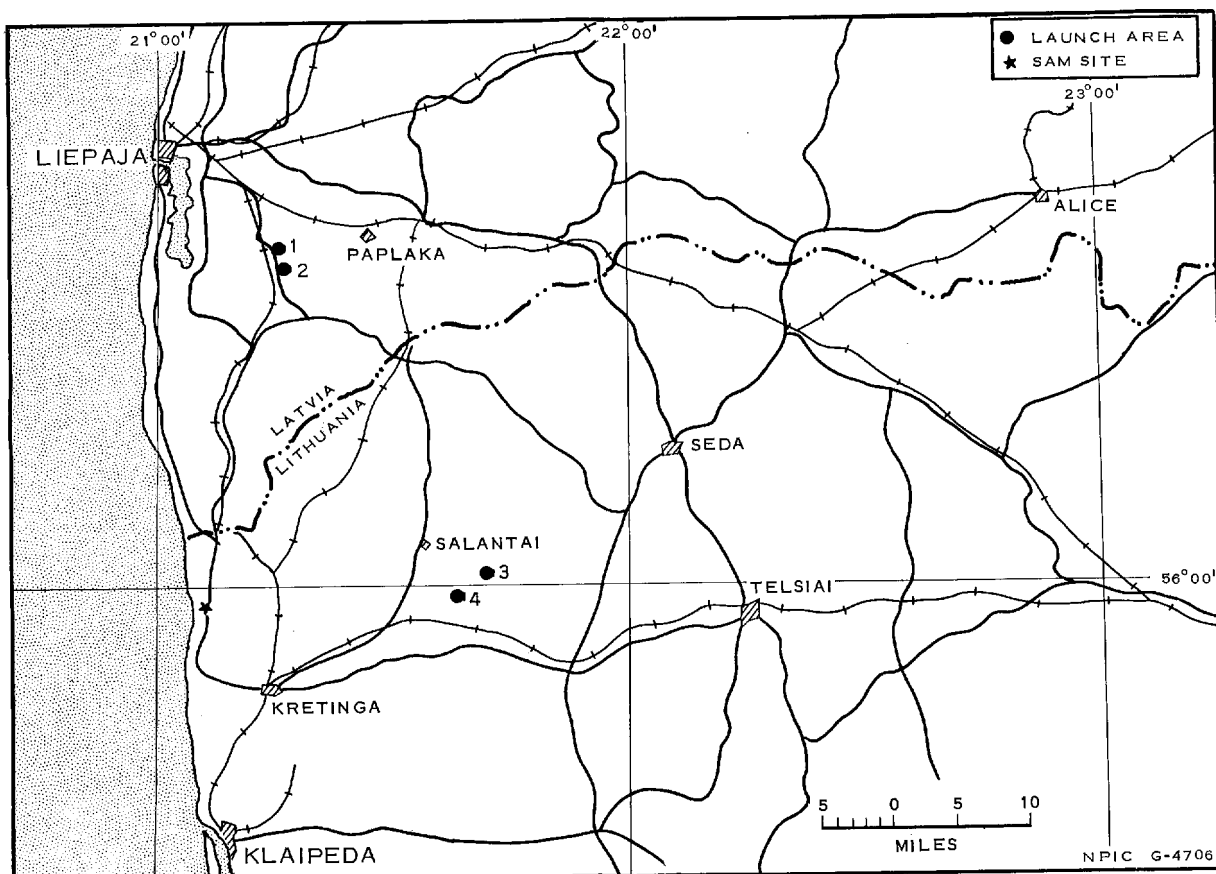 21°00'
22°00'
LAUNCH AREA
SAM SITE
23°00'
LIEPAJA
ALICE
1
PAPLAKA
2
LATVIA
LITHUANIA
SEDA
SALANTAI
3
TELSIAI
56°00'
4
KRETINGA
5 0 5 10
MILES
KLAIPEDA
NPIC G-4706